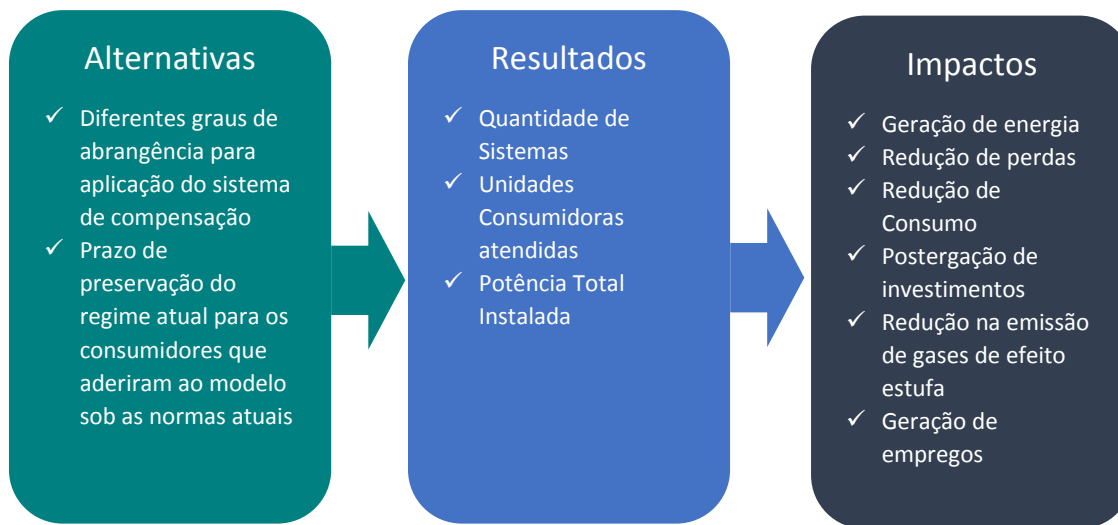 Alternativas
✓ Diferentes graus de
abrangência para
aplicação do sistema
de compensação
✓ Prazo de
preservação do
regime atual para os
consumidores que
aderiram ao modelo
sob as normas atuais
Resultados
✓ Quantidade de
Sistemas
✓ Unidades
Consumidoras
atendidas
✓ Potência Total
Instalada
Impactos
✓ Geração de energia
✓ Redução de perdas
✓ Redução de
Consumo
✓ Postergação de
investimentos
✓ Redução na emissão
de gases de efeito
estufa
✓ Geração de
empregos